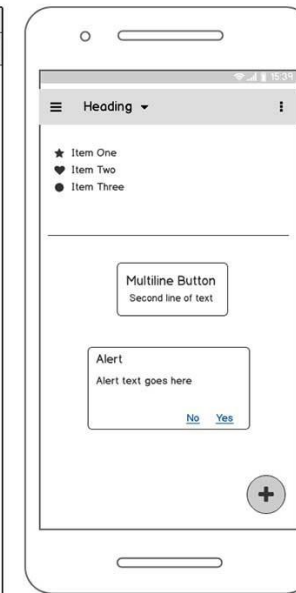 15:39
Heading
Item One
Item Two
Item Three
Multiline Button
Second line of text
Alert
Alert text goes here
No Yes